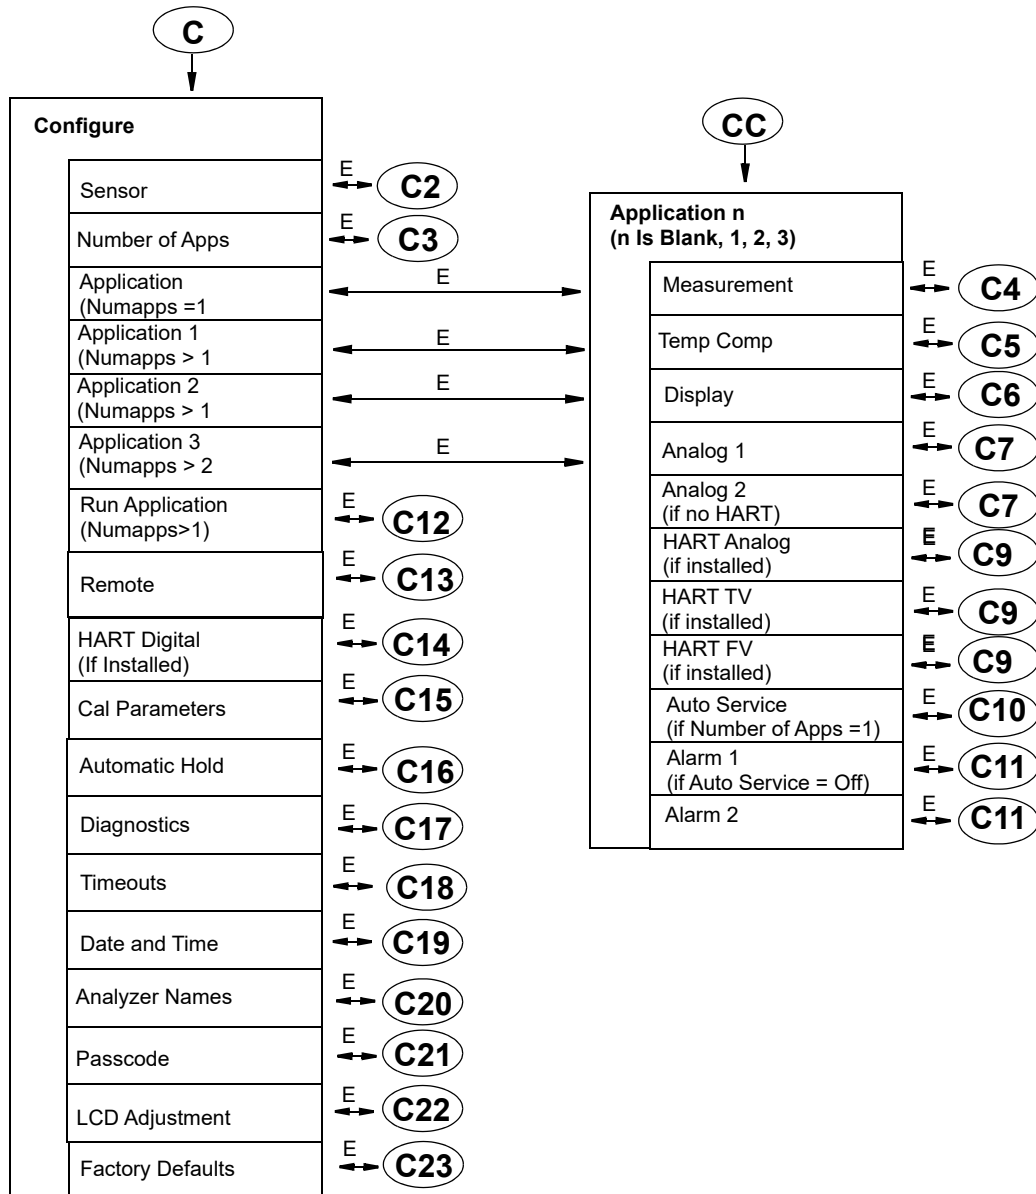 C
Configure
Sensor
E
C2
Number of Apps
E
C3
Application
(Numapps =1
E
Application 1
(Numapps > 1
E
Application 2
(Numapps > 1
E
Application 3
(Numapps > 2
E
Run Application
(Numapps>1)
E
C12
Remote
E
C13
HART Digital
(If Installed)
E
C14
Cal Parameters
E
C15
Automatic Hold
E
C16
Diagnostics
E
C17
Timeouts
E
C18
Date and Time
E
C19
Analyzer Names
E
C20
Passcode
E
C21
LCD Adjustment
E
C22
Factory Defaults
E
C23
CC
Application n
(n Is Blank, 1, 2, 3)
Measurement
E
C4
Temp Comp
E
C5
Display
E
C6
Analog 1
E
C7
Analog 2
(if no HART)
E
C7
HART Analog
(if installed)
E
C9
HART TV
(if installed)
E
C9
HART FV
(if installed)
E
C9
Auto Service
(if Number of Apps =1)
E
C10
Alarm 1
(if Auto Service = Off)
E
C11
Alarm 2
E
C11